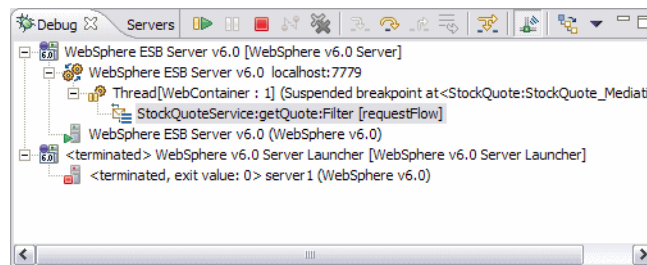 Debug Servers
WebSphere ESB Server v6.0 [WebSphere v6.0 Server]
WebSphere ESB Server v6.0 localhost:7779
Thread[WebContainer : 1] (Suspended breakpoint at<StockQuote:StockQuote_Mediati
StockQuoteService:getQuote:Filter [requestFlow]
WebSphere ESB Server v6.0 (WebSphere v6.0)
<terminated> WebSphere v6.0 Server Launcher [WebSphere v6.0 Server Launcher]
<terminated, exit value: 0> server1 (WebSphere v6.0)